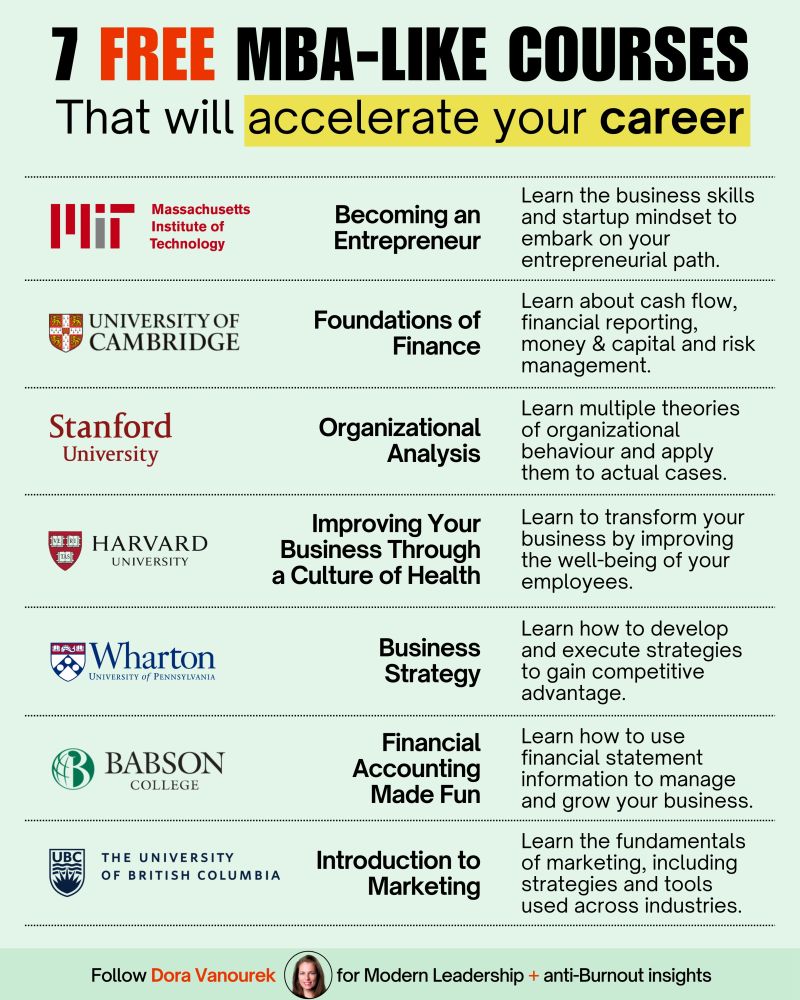 7 FREE MBA-LIKE COURSES
That will accelerate your career
MIT
Massachusetts
Institute of
Technology
Becoming an
Entrepreneur
Learn the business skills
and startup mindset to
embark on your
entrepreneurial path.
UNIVERSITY OF
CAMBRIDGE
Foundations of
Finance
Learn about cash flow,
financial reporting,
money & capital and risk
management.
Stanford
University
Organizational
Analysis
Learn multiple theories
of organizational
behaviour and apply
them to actual cases.
VE RI
TAS
HARVARD
UNIVERSITY
Improving Your
Business Through
a Culture of Health
Learn to transform your
business by improving
the well-being of your
employees.
Wharton
UNIVERSITY of PENNSYLVANIA
Business
Strategy
Learn how to develop
and execute strategies
to gain competitive
advantage.
B
BABSON
COLLEGE
Financial
Accounting
Made Fun
Learn how to use
financial statement
information to manage
and grow your business.
UBC
THE UNIVERSITY
OF BRITISH COLUMBIA
Introduction to
Marketing
Learn the fundamentals
of marketing, including
strategies and tools
used across industries.
Follow Dora Vanourek for Modern Leadership + anti-Burnout insights